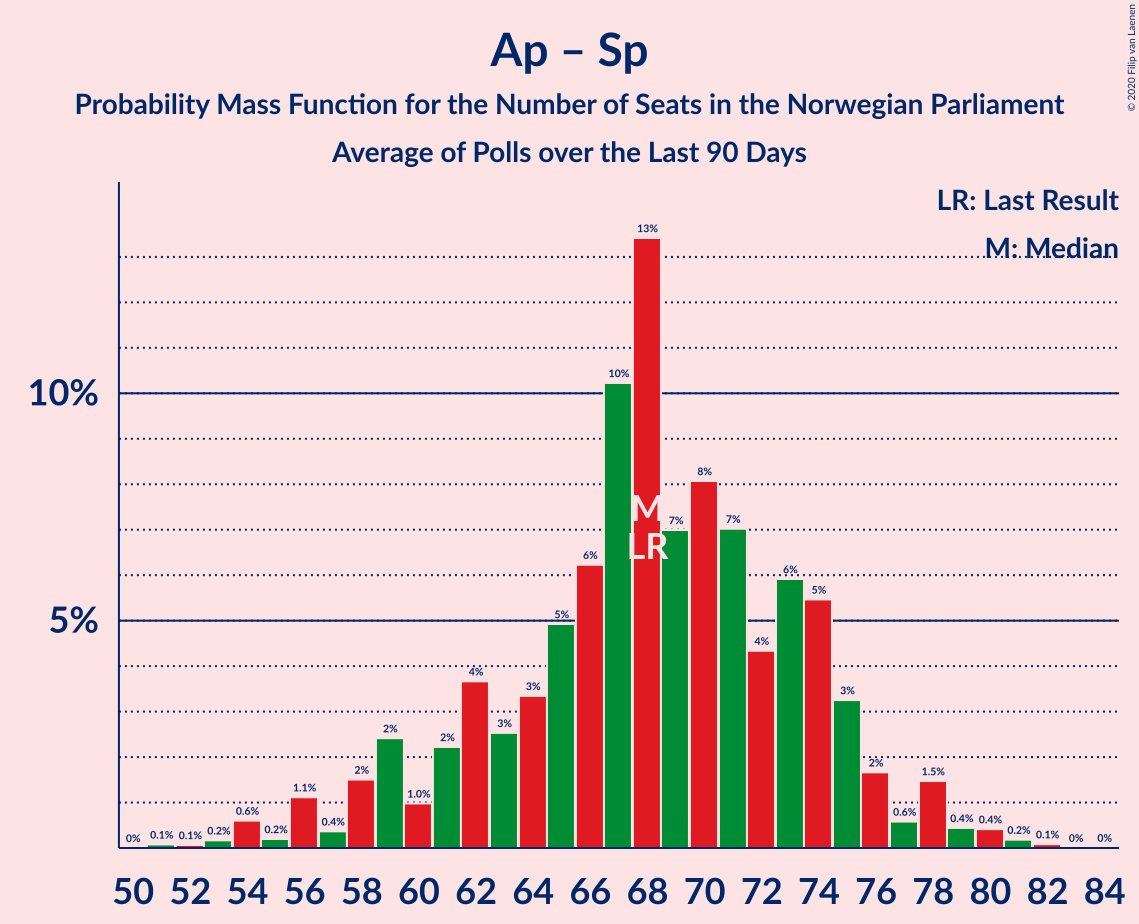 Ap – Sp
Probability Mass Function for the Number of Seats in the Norwegian Parliament
Average of Polls over the Last 90 Days
© 2020 Filip van Laenen
LR: Last Result
M: Median
10%
5%
0% 0.1% 0.1% 0.2% 0.6% 0.2% 1.1% 0.4% 2% 2% 1.0% 2% 4% 3% 3% 5% 6% 10% 13% 7% 8% 7% 4% 6% 5% 3% 2% 0.6% 1.5% 0.4% 0.4% 0.2% 0.1% 0% 0%
M
LR
50 52 54 56 58 60 62 64 66 68 70 72 74 76 78 80 82 84